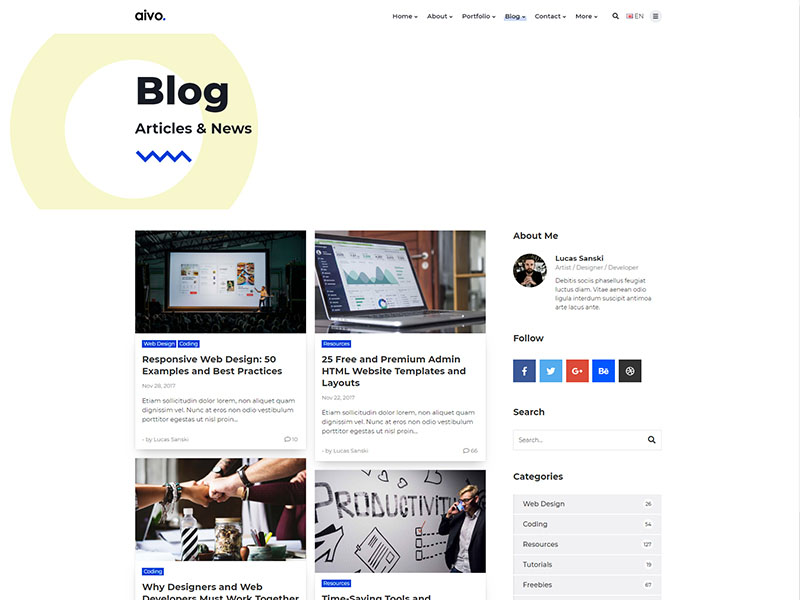 aivo.
Home About Portfolio Blog Contact More EN
Blog
Articles & News
Web Design Coding
Responsive Web Design: 50
Examples and Best Practices
Nov 28, 2017
Etiam sollicitudin dolor lorem, non aliquet quam
dignissim vel. Nunc at eros non odio vestibulum
porttitor egestas ut nisl proin...
- by Lucas Sanski 10
Resources
25 Free and Premium Admin
HTML Website Templates and
Layouts
Nov 22, 2017
Etiam sollicitudin dolor lorem, non aliquam quam
dignissim vel. Nunc at eros non odio vestibulum
porttitor egestas ut nisl proin...
- by Lucas Sanski 66
Coding
Why Designers and Web
Developers Must Work Together
PRODUCTIVITY
Resources
Time-Saving Tools and
About Me
Lucas Sanski
Artist / Designer / Developer
Debitis sociis phasellus feugiat
luctus diam. Vitae aenean odio
ligula interdum suscipit antimoa
arte lacus ante.
Follow
f G+ Bē
Search
Search...
Categories
Web Design 26
Coding 54
Resources 127
Tutorials 19
Freebies 67